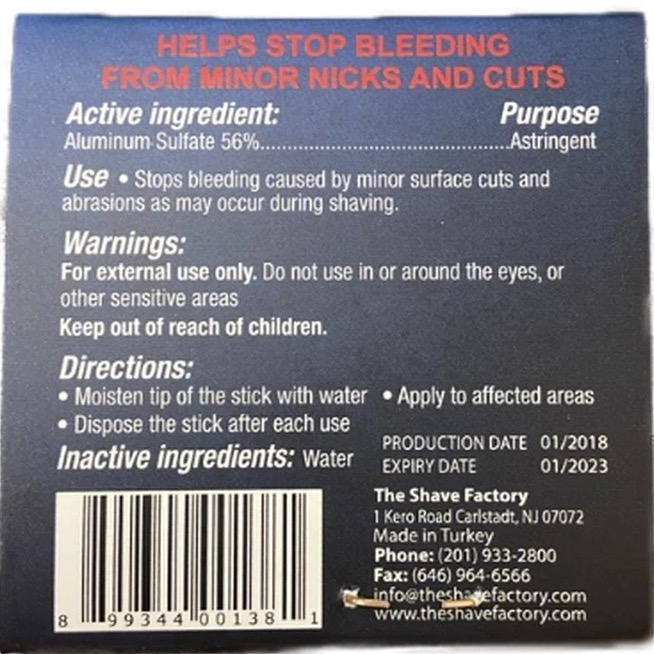 HELPS STOP BLEEDING
FROM MINOR NICKS AND CUTS
Active ingredient: Purpose
Aluminum Sulfate 56%..........................................Astringent
Use • Stops bleeding caused by minor surface cuts and
abrasions as may occur during shaving.
Warnings:
For external use only. Do not use in or around the eyes, or
other sensitive areas
Keep out of reach of children.
Directions:
• Moisten tip of the stick with water • Apply to affected areas
• Dispose the stick after each use
Inactive ingredients: Water
PRODUCTION DATE 01/2018
EXPIRY DATE 01/2023
The Shave Factory
1 Kero Road Carlstadt, NJ 07072
Made in Turkey
Phone: (201) 933-2800
Fax: (646) 964-6566
info@theshavefactory.com
www.theshavefactory.com
8 99344 00138 1